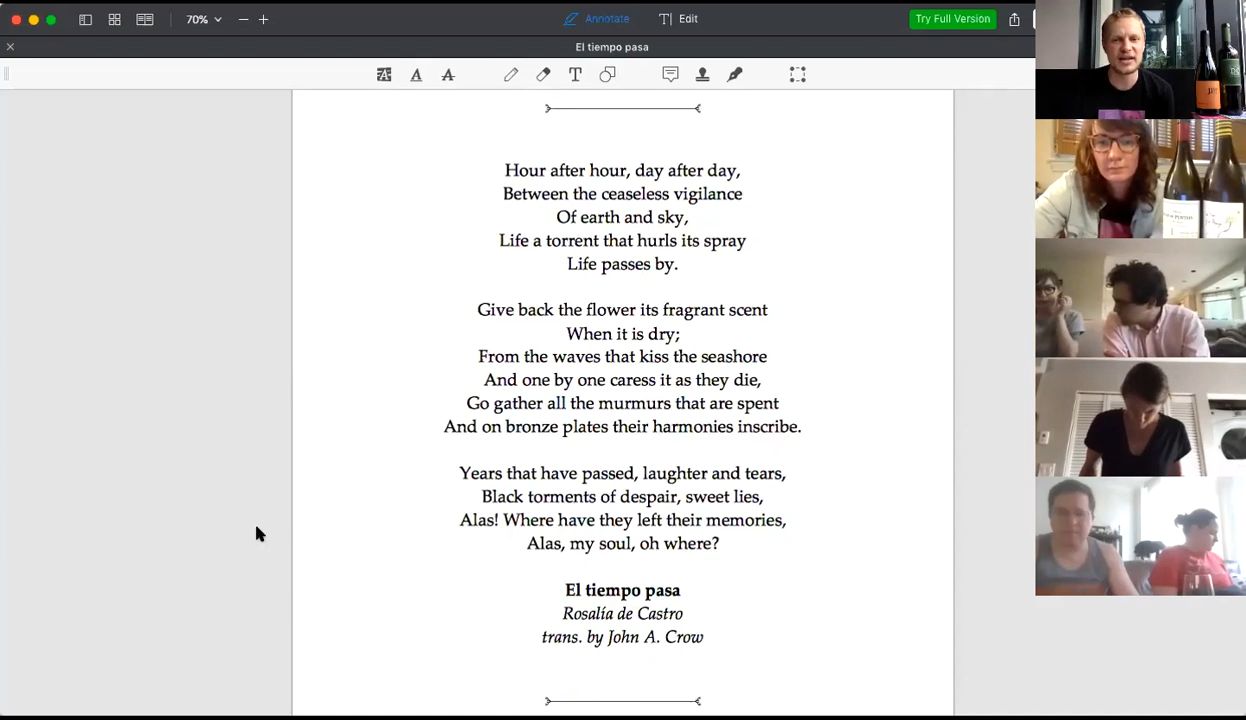 70%
Annotate
Edit
Try Full Version
El tiempo pasa
Hour after hour, day after day,
Between the ceaseless vigilance
Of earth and sky,
Life a torrent that hurls its spray
Life passes by.
Give back the flower its fragrant scent
When it is dry;
From the waves that kiss the seashore
And one by one caress it as they die,
Go gather all the murmurs that are spent
And on bronze plates their harmonies inscribe.
Years that have passed, laughter and tears,
Black torments of despair, sweet lies,
Alas! Where have they left their memories,
Alas, my soul, oh where?
El tiempo pasa
Rosalía de Castro
trans. by John A. Crow